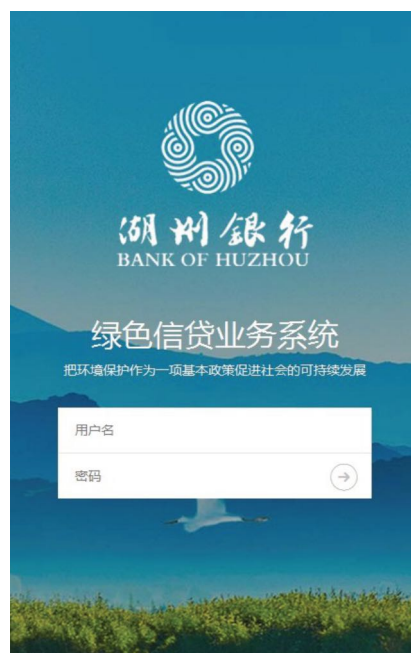 湖州銀行
BANK OF HUZHOU
绿色信贷业务系统
把环境保护作为一项基本政策促进社会的可持续发展
用户名
密码